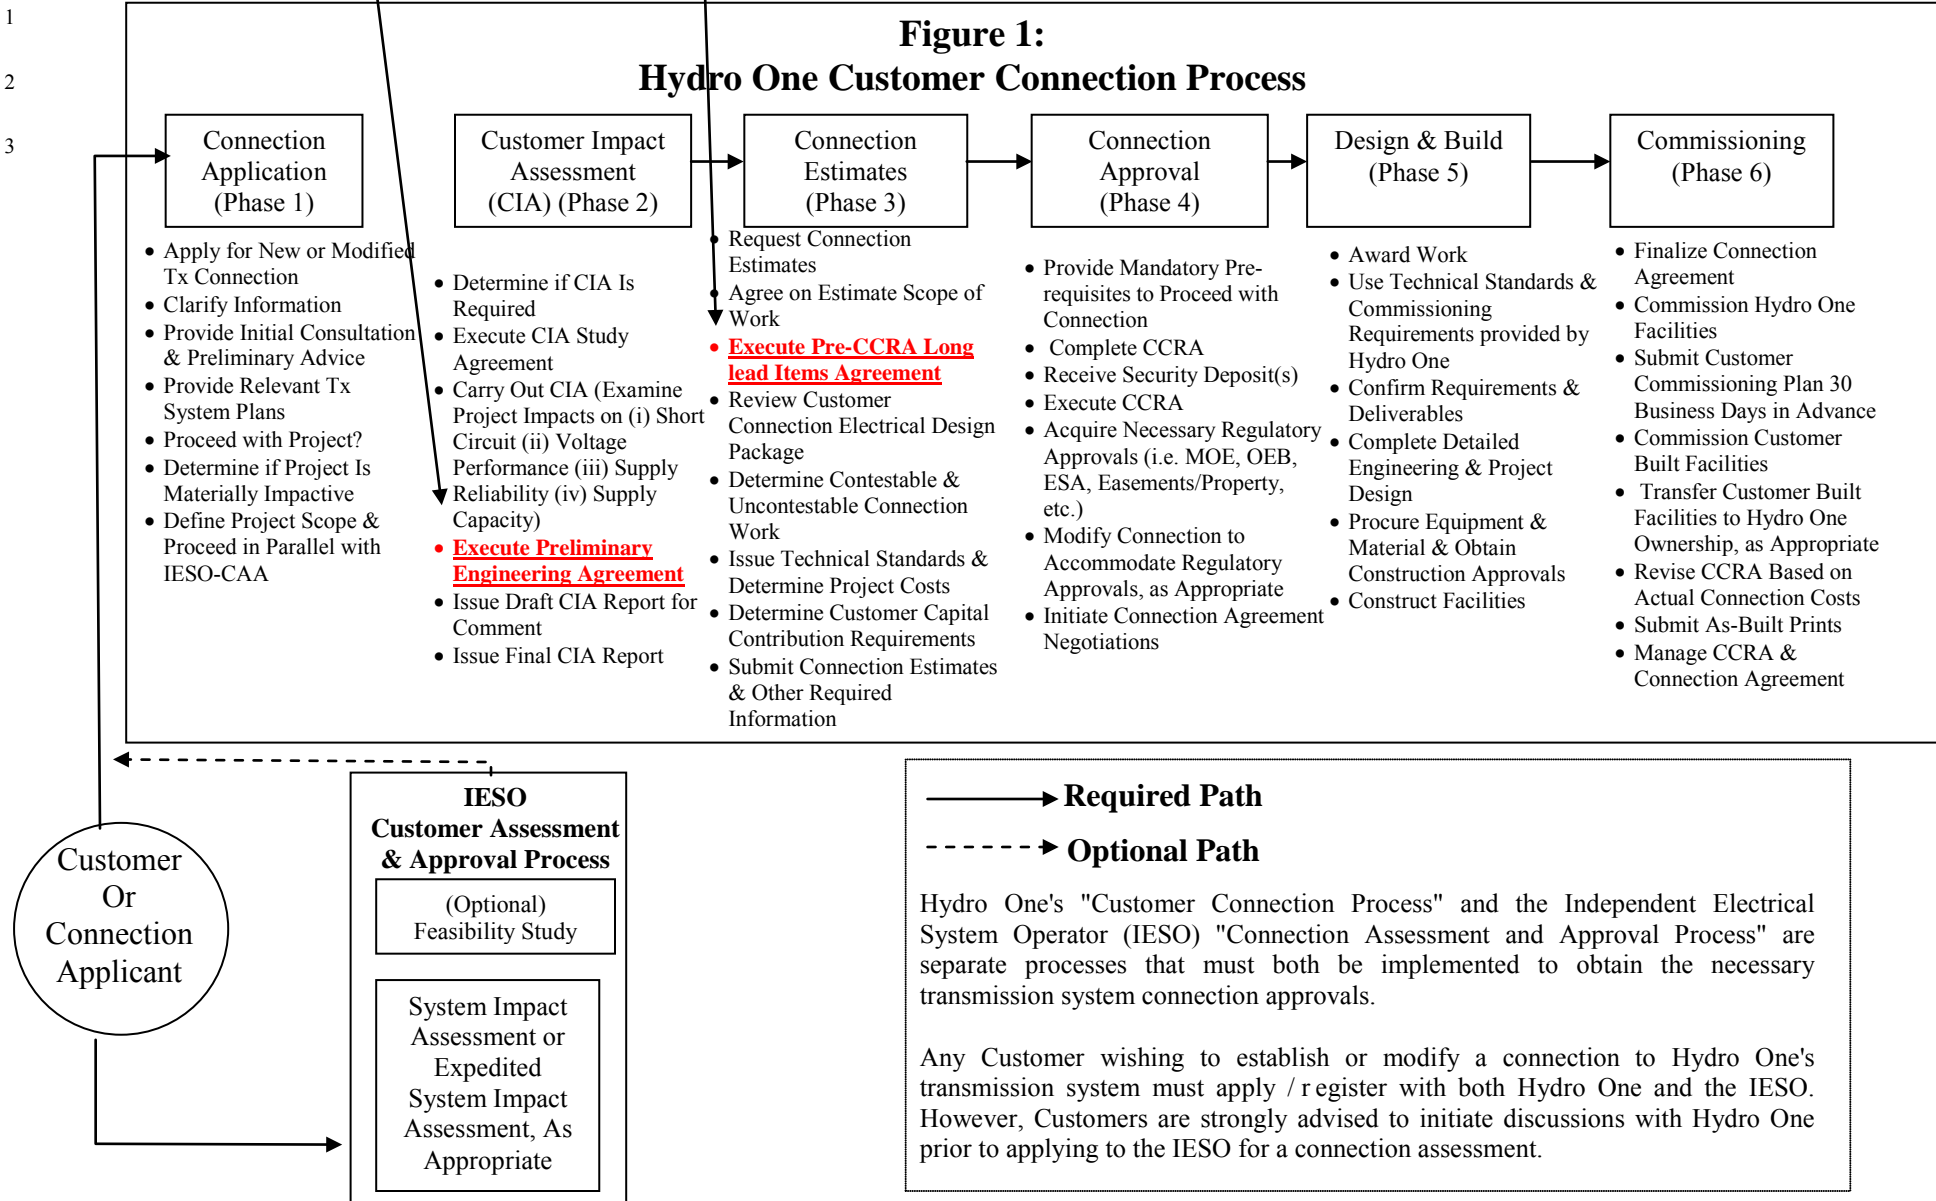 1
2
3
Figure 1:
Hydro One Customer Connection Process
Connection
Application
(Phase 1)
• Apply for New or Modified
Tx Connection
• Clarify Information
• Provide Initial Consultation
& Preliminary Advice
• Provide Relevant Tx
System Plans
• Proceed with Project?
• Determine if Project Is
Materially Impactive
• Define Project Scope &
Proceed in Parallel with
IESO-CAA
Customer Impact
Assessment
(CIA) (Phase 2)
• Determine if CIA Is
Required
• Execute CIA Study
Agreement
• Carry Out CIA (Examine
Project Impacts on (i) Short
Circuit (ii) Voltage
Performance (iii) Supply
Reliability (iv) Supply
Capacity)
• Execute Preliminary
Engineering Agreement
• Issue Draft CIA Report for
Comment
• Issue Final CIA Report
Connection
Estimates
(Phase 3)
• Request Connection
Estimates
• Agree on Estimate Scope of
Work
• Execute Pre-CCRA Long
lead Items Agreement
• Review Customer
Connection Electrical Design
Package
• Determine Contestable &
Uncontestable Connection
Work
• Issue Technical Standards &
Determine Project Costs
• Determine Customer Capital
Contribution Requirements
• Submit Connection Estimates
& Other Required
Information
Connection
Approval
(Phase 4)
• Provide Mandatory Pre-
requisites to Proceed with
Connection
• Complete CCRA
• Receive Security Deposit(s)
• Execute CCRA
• Acquire Necessary Regulatory
Approvals (i.e. MOE, OEB,
ESA, Easements/Property,
etc.)
• Modify Connection to
Accommodate Regulatory
Approvals, as Appropriate
• Initiate Connection Agreement
Negotiations
Design & Build
(Phase 5)
• Award Work
• Use Technical Standards &
Commissioning
Requirements provided by
Hydro One
• Confirm Requirements &
Deliverables
• Complete Detailed
Engineering & Project
Design
• Procure Equipment &
Material & Obtain
Construction Approvals
• Construct Facilities
Commissioning
(Phase 6)
• Finalize Connection
Agreement
• Commission Hydro One
Facilities
• Submit Customer
Commissioning Plan 30
Business Days in Advance
• Commission Customer
Built Facilities
• Transfer Customer Built
Facilities to Hydro One
Ownership, as Appropriate
• Revise CCRA Based on
Actual Connection Costs
• Submit As-Built Prints
• Manage CCRA &
Connection Agreement
Customer
Or
Connection
Applicant
IESO
Customer Assessment
& Approval Process
(Optional)
Feasibility Study
System Impact
Assessment or
Expedited
System Impact
Assessment, As
Appropriate
Required Path
Optional Path
Hydro One's "Customer Connection Process" and the Independent Electrical
System Operator (IESO) "Connection Assessment and Approval Process" are
separate processes that must both be implemented to obtain the necessary
transmission system connection approvals.
Any Customer wishing to establish or modify a connection to Hydro One's
transmission system must apply / r egister with both Hydro One and the IESO.
However, Customers are strongly advised to initiate discussions with Hydro One
prior to applying to the IESO for a connection assessment.